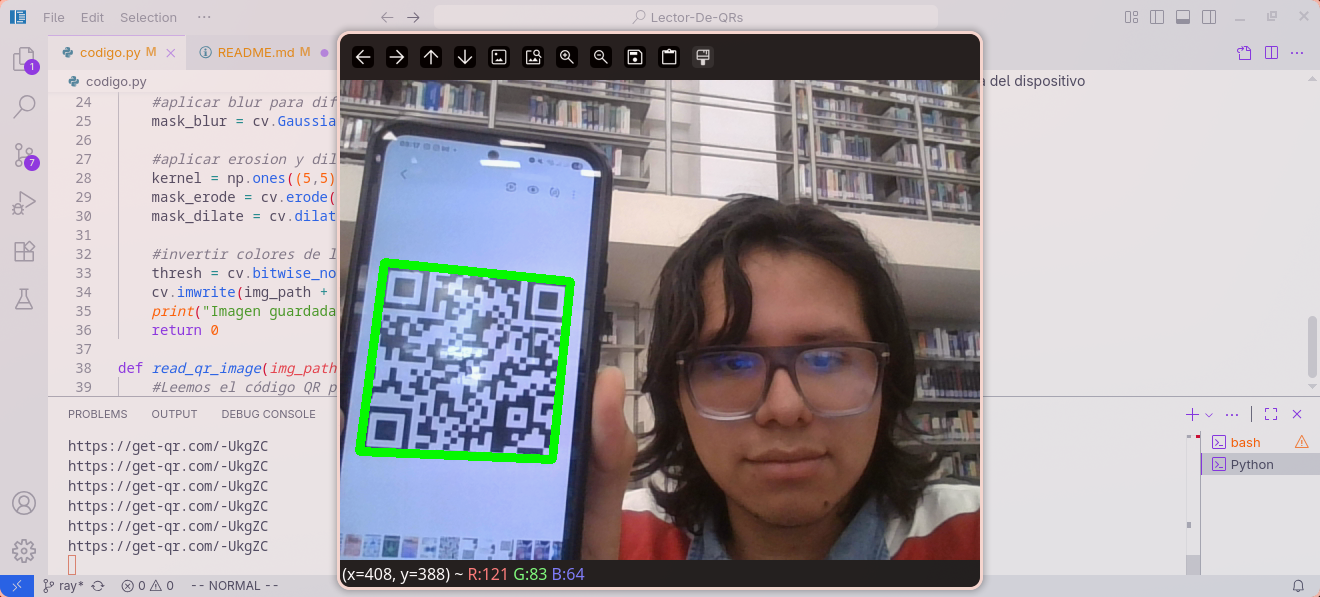 File Edit Selection ···
Lector-De-QRs
codigo.py M
README.md M
codigo.py
a del dispositivo
24 #aplicar blur para dif
25 mask_blur = cv.Gaussia
26
27 #aplicar erosion y dil
28 kernel = np.ones((5,5)
29 mask_erode = cv.erode(
30 mask_dilate = cv.dilat
31
32 #invertir colores de l
33 thresh = cv.bitwise_no
34 cv.imwrite(img_path +
35 print("Imagen guardada
36 return 0
37
38 def read_qr_image(img_path
39 #Leemos el código QR p
1
7
PROBLEMS OUTPUT DEBUG CONSOLE
https://get-qr.com/-UkgZC
https://get-qr.com/-UkgZC
https://get-qr.com/-UkgZC
https://get-qr.com/-UkgZC
https://get-qr.com/-UkgZC
https://get-qr.com/-UkgZC
bash
Python
(x=408, y=388) ~ R:121 G:83 B:64
ray* 0 0 -- NORMAL --